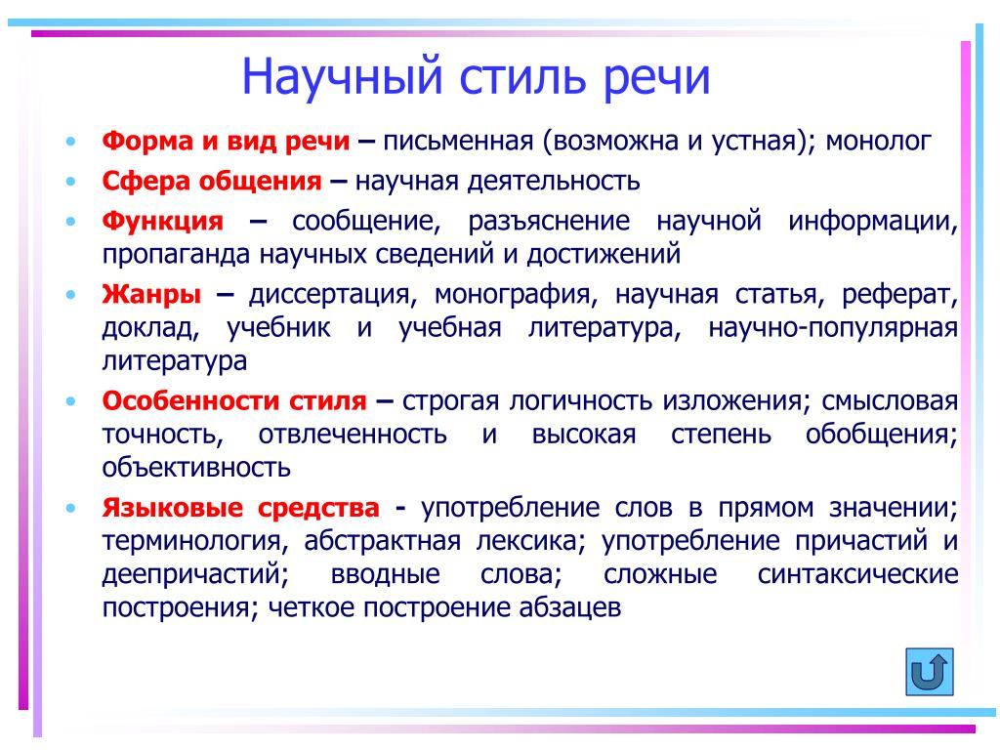 Научный стиль речи
• Форма и вид речи – письменная (возможна и устная); монолог
• Сфера общения – научная деятельность
• Функция – сообщение, разъяснение научной информации,
пропаганда научных сведений и достижений
• Жанры – диссертация, монография, научная статья, реферат,
доклад, учебник и учебная литература, научно-популярная
литература
• Особенности стиля – строгая логичность изложения; смысловая
точность, отвлеченность и высокая степень обобщения;
объективность
• Языковые средства - употребление слов в прямом значении;
терминология, абстрактная лексика; употребление причастий и
деепричастий; вводные слова; сложные синтаксические
построения; четкое построение абзацев